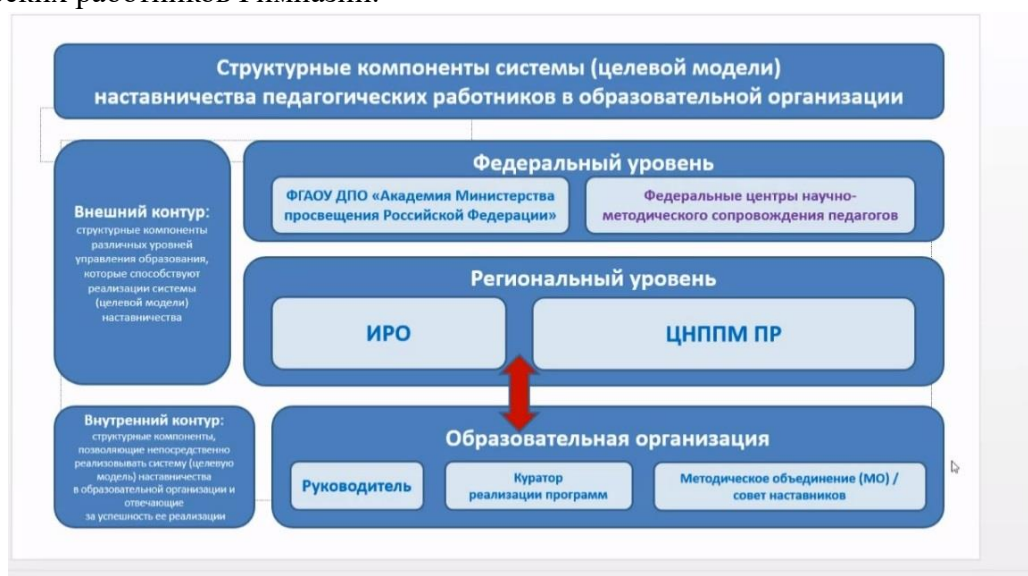 ских работников Гимназии.
Структурные компоненты системы (целевой модели)
наставничества педагогических работников в образовательной организации
Внешний контур:
структурные компоненты
различных уровней
управления образования,
которые способствуют
реализации системы
(целевой модели)
наставничества
Федеральный уровень
ФГАОУ ДПО «Академия Министерства
просвещения Российской Федерации»
Федеральные центры научно-
методического сопровождения педагогов
Региональный уровень
ИРО
ЦНППМ ПР
Внутренний контур:
структурные компоненты,
позволяющие непосредственно
реализовывать систему (целевую
модель) наставничества
в образовательной организации и
отвечающие
за успешность ее реализации
Образовательная организация
Руководитель
Куратор
реализации программ
Методическое объединение (МО) /
совет наставников